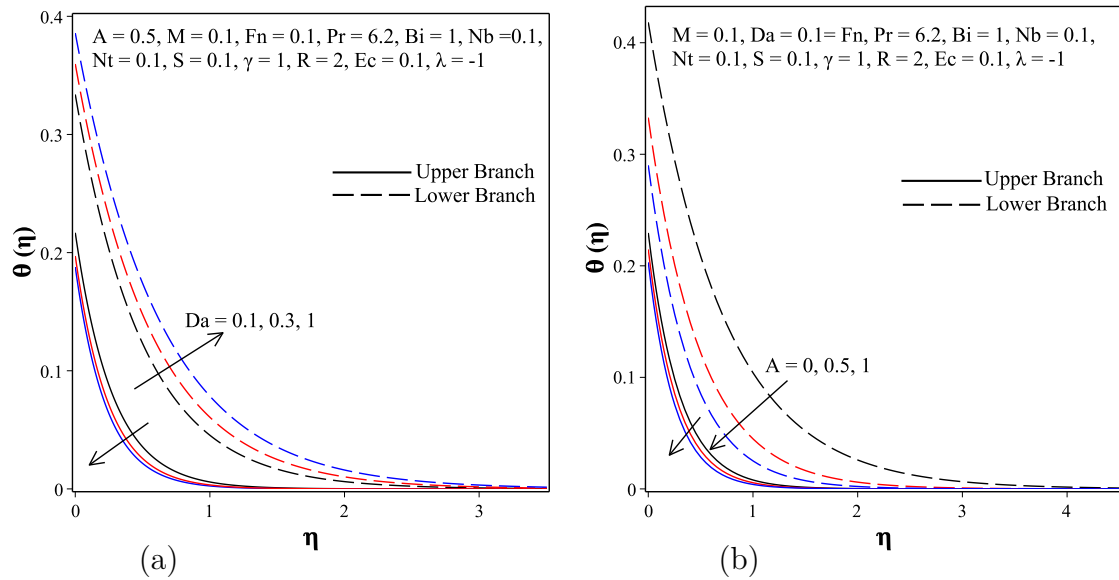 0.4
A = 0.5, M = 0.1, Fn = 0.1, Pr = 6.2, Bi = 1, Nb =0.1,
Nt = 0.1, S = 0.1, γ = 1, R = 2, Ec = 0.1, λ = -1
0.3
Upper Branch
Lower Branch
θ (η)
0.2
Da = 0.1, 0.3, 1
0.1
0
0 1 2 3
η
(a)
M = 0.1, Da = 0.1= Fn, Pr = 6.2, Bi = 1, Nb = 0.1,
0.4
Nt = 0.1, S = 0.1, γ = 1, R = 2, Ec = 0.1, λ = -1
0.3
Upper Branch
Lower Branch
θ (η)
0.2
A = 0, 0.5, 1
0.1
0
0 1 2 3 4
η
(b)